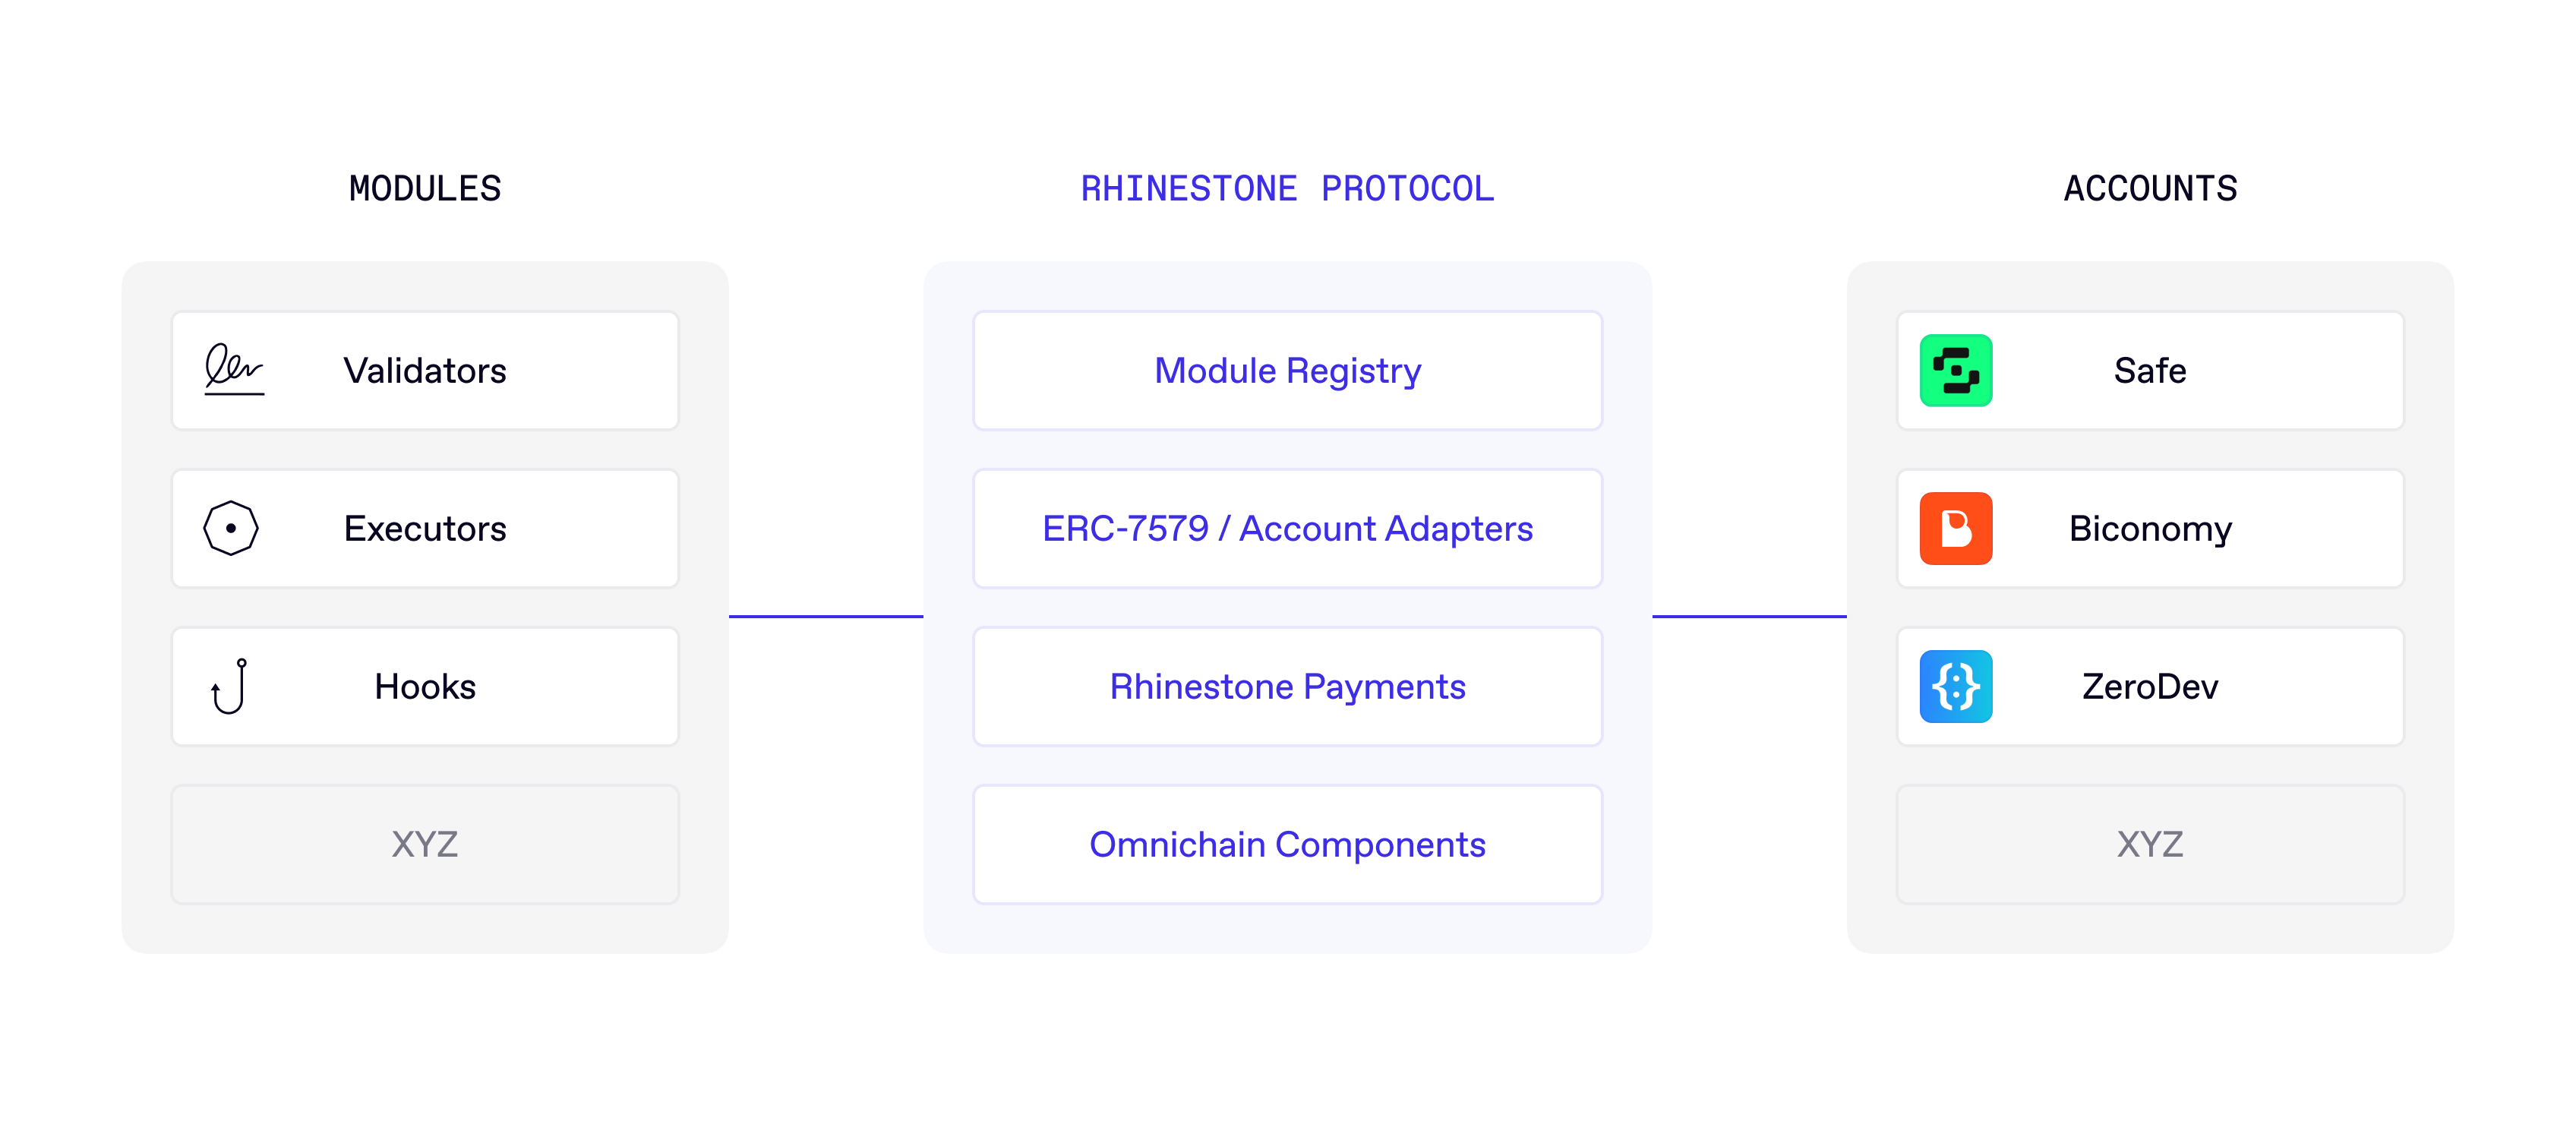 MODULES
Validators
Executors
Hooks
XYZ
RHINESTONE PROTOCOL
Module Registry
ERC-7579 / Account Adapters
Rhinestone Payments
Omnichain Components
ACCOUNTS
Safe
Biconomy
ZeroDev
XYZ